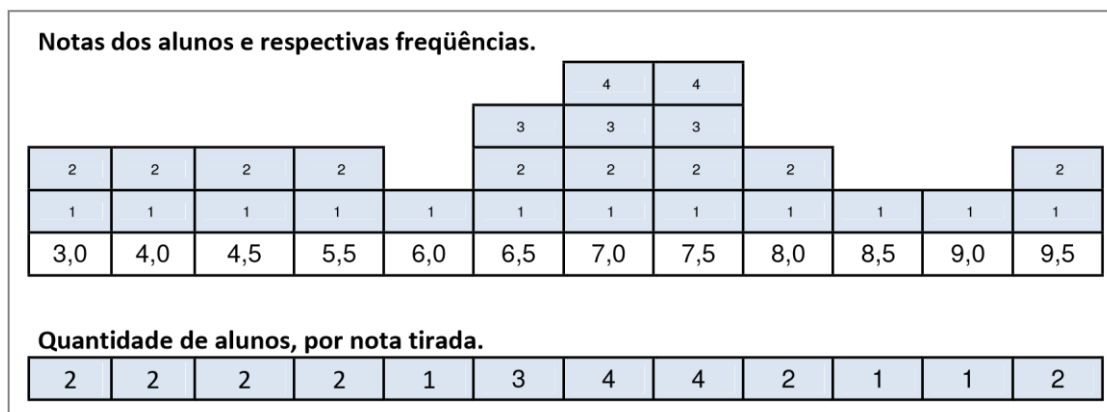 Notas dos alunos e respectivas freqüências.
4 4
3 3 3
2 2 2 2 2 2 2 2 2
1 1 1 1 1 1 1 1 1 1 1 1
3,0 4,0 4,5 5,5 6,0 6,5 7,0 7,5 8,0 8,5 9,0 9,5
Quantidade de alunos, por nota tirada.
2 2 2 2 1 3 4 4 2 1 1 2